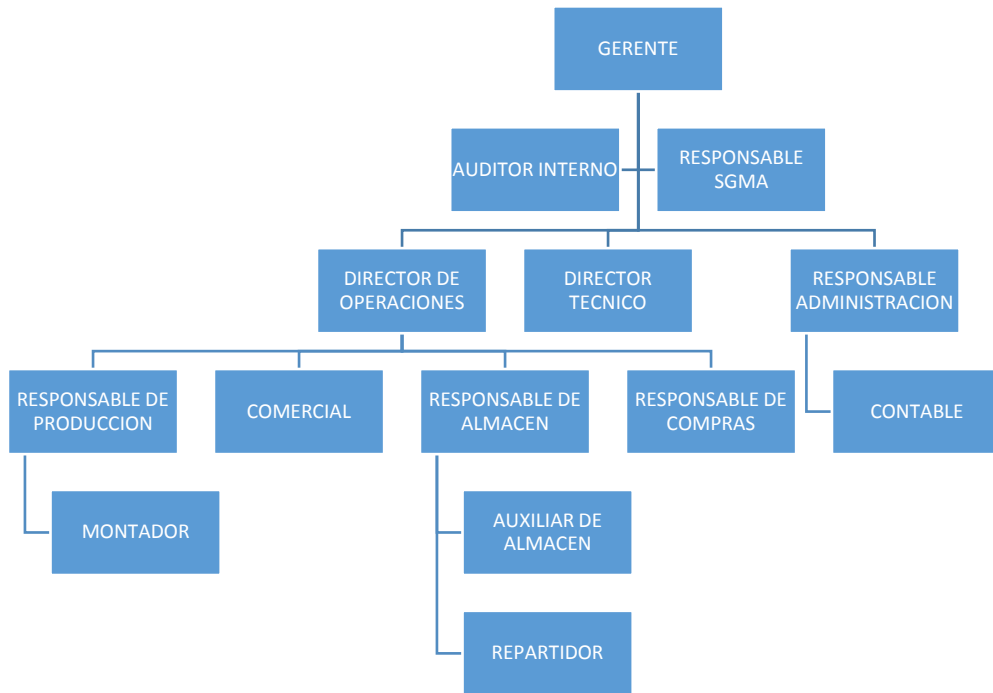 GERENTE
AUDITOR INTERNO
RESPONSABLE
SGMA
DIRECTOR DE
OPERACIONES
DIRECTOR
TECNICO
RESPONSABLE
ADMINISTRACION
RESPONSABLE DE
PRODUCCION
COMERCIAL
RESPONSABLE DE
ALMACEN
RESPONSABLE DE
COMPRAS
CONTABLE
MONTADOR
AUXILIAR DE
ALMACEN
REPARTIDOR